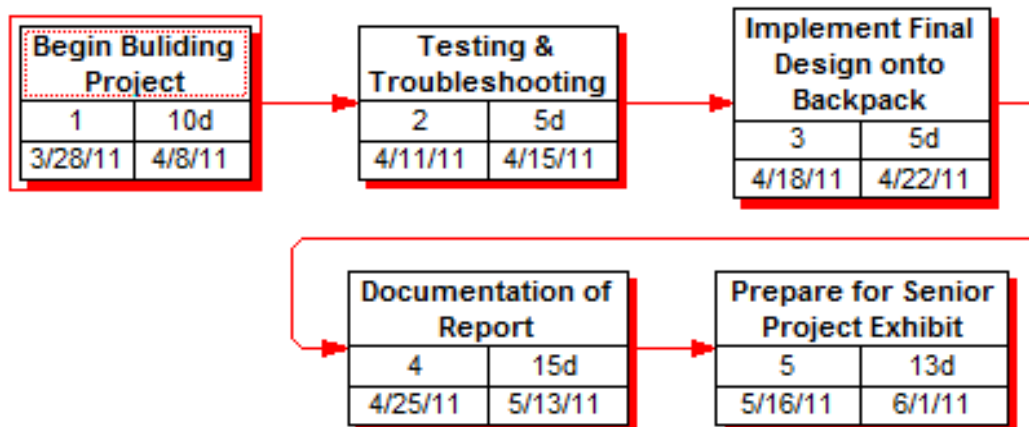 Begin Buliding
Project
1 10d
3/28/11 4/8/11
Testing &
Troubleshooting
2 5d
4/11/11 4/15/11
Implement Final
Design onto
Backpack
3 5d
4/18/11 4/22/11
Documentation of
Report
4 15d
4/25/11 5/13/11
Prepare for Senior
Project Exhibit
5 13d
5/16/11 6/1/11